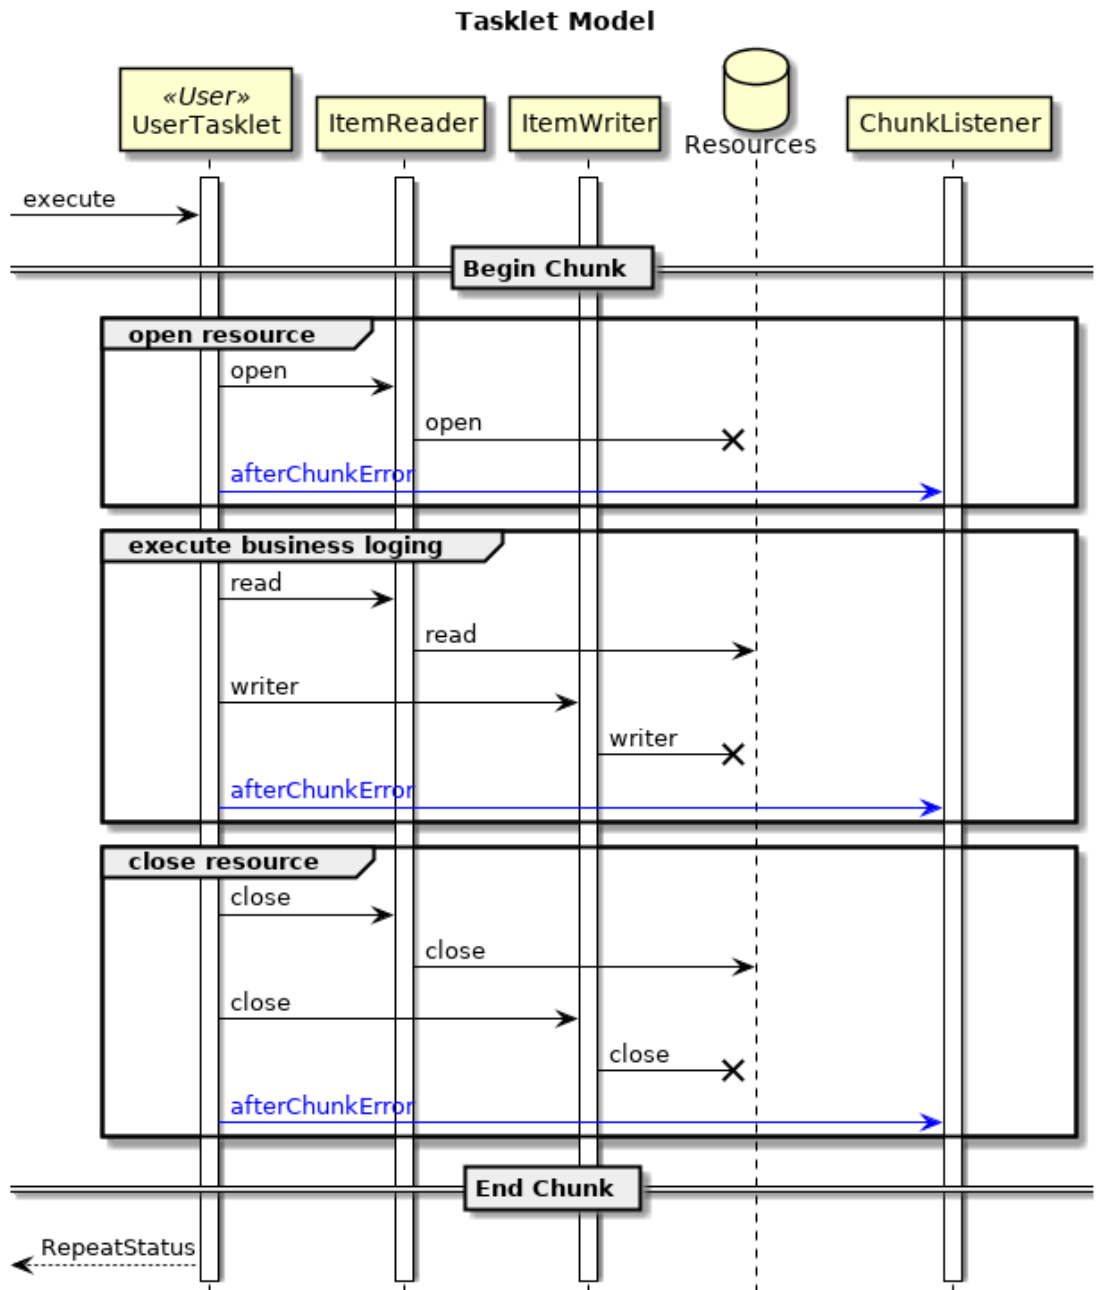 Tasklet Model
«User»
UserTasklet
ItemReader
ItemWriter
Resources
ChunkListener
execute
Begin Chunk
open resource
open
open
afterChunkError
execute business loging
read
read
writer
writer
afterChunkError
close resource
close
close
close
close
afterChunkError
End Chunk
RepeatStatus